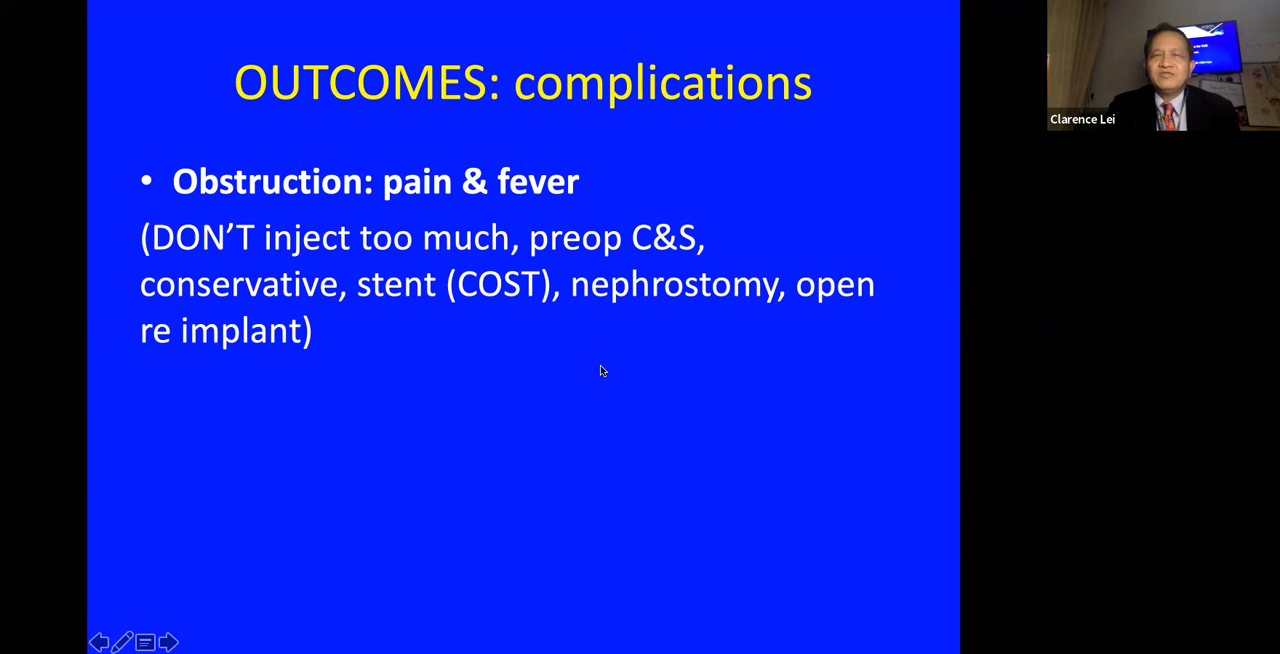 OUTCOMES: complications
• Obstruction: pain & fever
(DON’T inject too much, preop C&S,
conservative, stent (COST), nephrostomy, open
re implant)
Clarence Lei